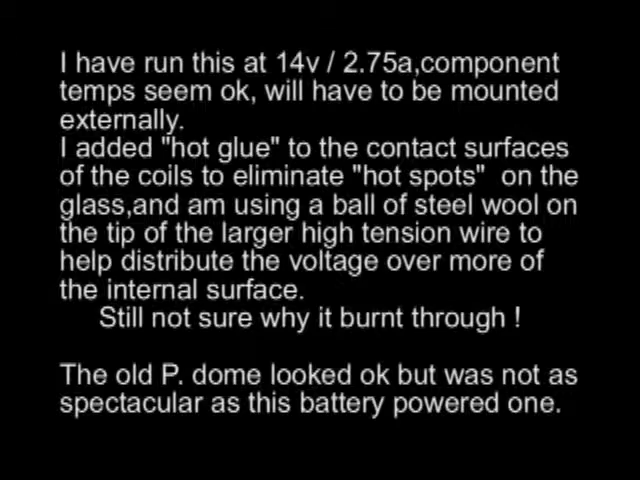 I have run this at 14v / 2.75a,component
temps seem ok, will have to be mounted
externally.
I added "hot glue" to the contact surfaces
of the coils to eliminate "hot spots"  on the
glass,and am using a ball of steel wool on
the tip of the larger high tension wire to
help distribute the voltage over more of
the internal surface.
Still not sure why it burnt through !
The old P. dome looked ok but was not as
spectacular as this battery powered one.